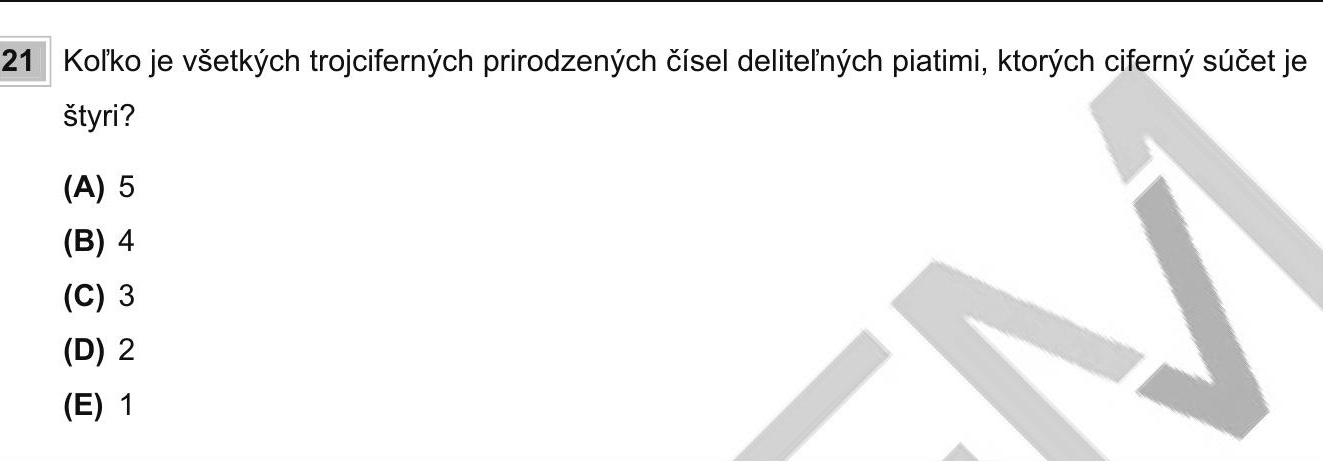 21 Koľko je všetkých trojciferných prirodzených čísel deliteľných piatimi, ktorých ciferný súčet je
štyri?
(A) 5
(B) 4
(C) 3
(D) 2
(E) 1